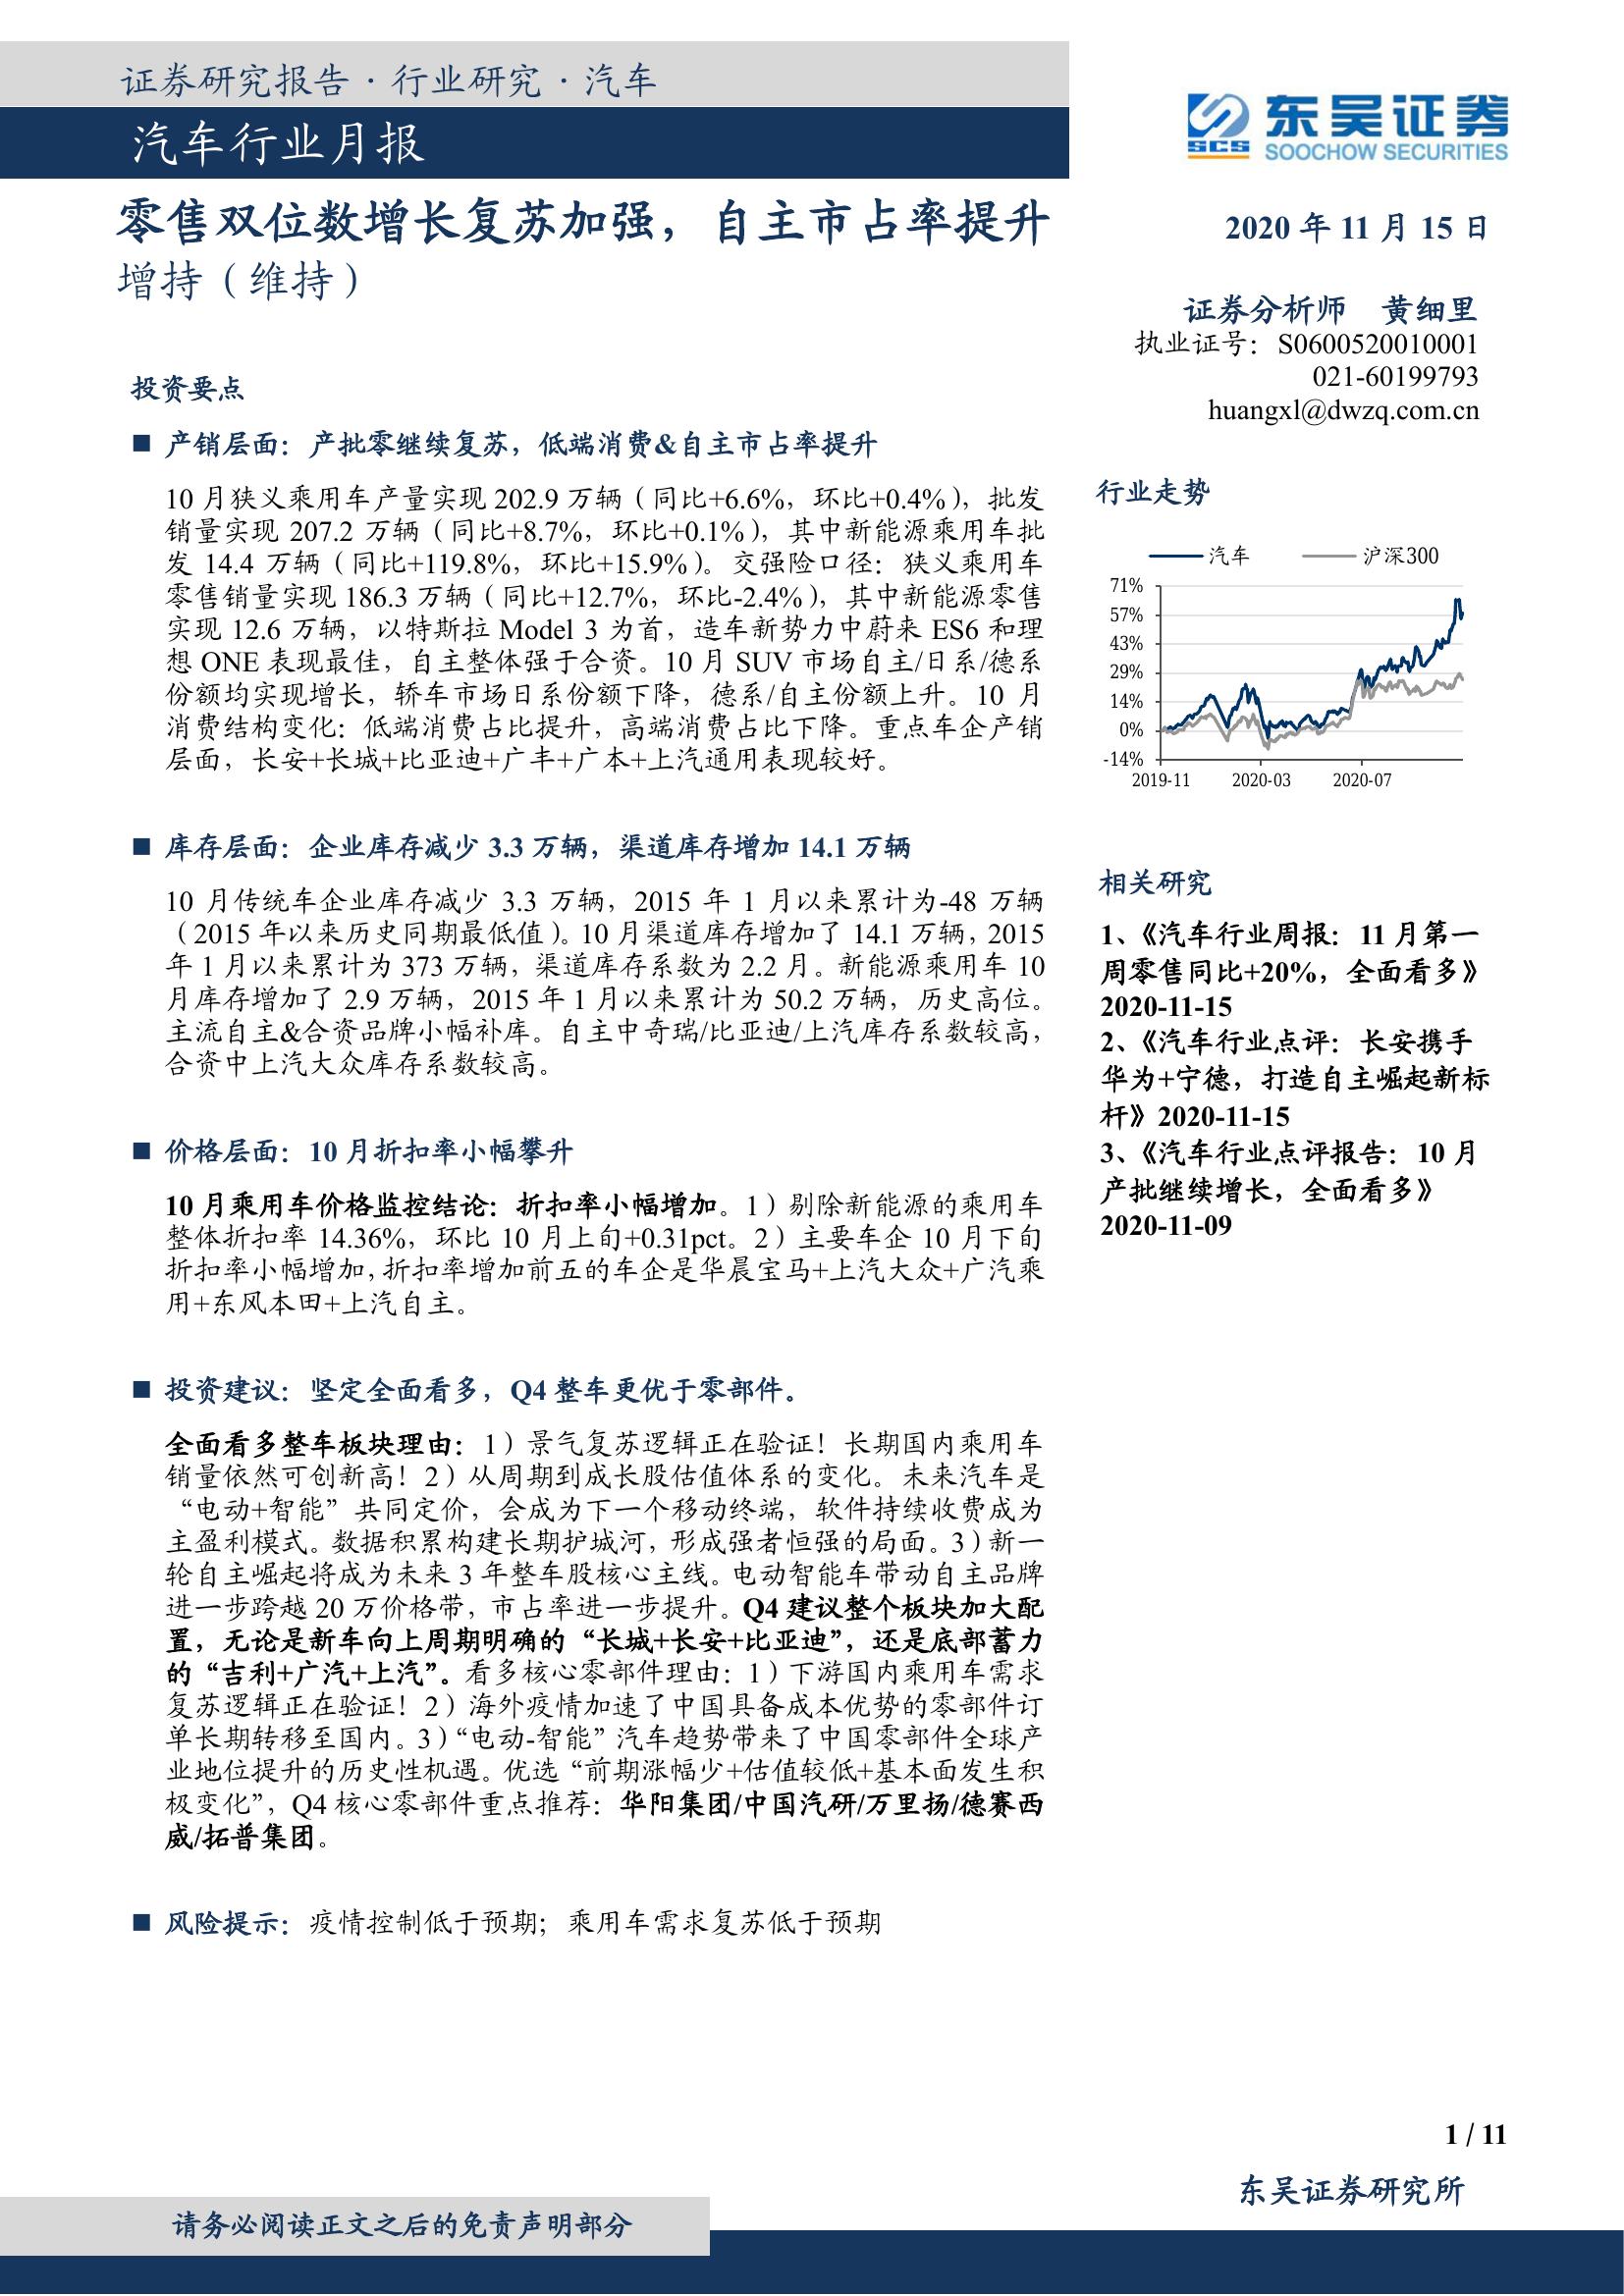 证券研究报告·行业研究·汽车
汽车行业月报
东吴证券
SCS
SOOCHOW SECURITIES
零售双位数增长复苏加强，自主市占率提升
增持（维持）
2020 年 11 月 15 日
证券分析师 黄细里
执业证号：S0600520010001
021-60199793
huangxl@dwzq.com.cn
投资要点
■ 产销层面：产批零继续复苏，低端消费&自主市占率提升
10 月狭义乘用车产量实现 202.9 万辆（同比+6.6%，环比+0.4%），批发
销量实现 207.2 万辆（同比+8.7%，环比+0.1%），其中新能源乘用车批
发 14.4 万辆（同比+119.8%，环比+15.9%）。交强险口径：狭义乘用车
零售销量实现 186.3 万辆（同比+12.7%，环比-2.4%），其中新能源零售
实现 12.6 万辆，以特斯拉 Model 3 为首，造车新势力中蔚来 ES6 和理
想 ONE 表现最佳，自主整体强于合资。10 月 SUV 市场自主/日系/德系
份额均实现增长，轿车市场日系份额下降，德系/自主份额上升。10 月
消费结构变化：低端消费占比提升，高端消费占比下降。重点车企产销
层面，长安+长城+比亚迪+广丰+广本+上汽通用表现较好。
■ 库存层面：企业库存减少 3.3 万辆，渠道库存增加 14.1 万辆
10 月传统车企业库存减少 3.3 万辆，2015 年 1 月以来累计为-48 万辆
（2015 年以来历史同期最低值）。10 月渠道库存增加了 14.1 万辆，2015
年 1 月以来累计为 373 万辆，渠道库存系数为 2.2 月。新能源乘用车 10
月库存增加了 2.9 万辆，2015 年 1 月以来累计为 50.2 万辆，历史高位。
主流自主&合资品牌小幅补库。自主中奇瑞/比亚迪/上汽库存系数较高，
合资中上汽大众库存系数较高。
■ 价格层面：10 月折扣率小幅攀升
10 月乘用车价格监控结论：折扣率小幅增加。1）剔除新能源的乘用车
整体折扣率 14.36%，环比 10 月上旬+0.31pct。2）主要车企 10 月下旬
折扣率小幅增加，折扣率增加前五的车企是华晨宝马+上汽大众+广汽乘
用+东风本田+上汽自主。
■ 投资建议：坚定全面看多，Q4 整车更优于零部件。
全面看多整车板块理由：1）景气复苏逻辑正在验证！长期国内乘用车
销量依然可创新高！2）从周期到成长股估值体系的变化。未来汽车是
“电动+智能”共同定价，会成为下一个移动终端，软件持续收费成为
主盈利模式。数据积累构建长期护城河，形成强者恒强的局面。3）新一
轮自主崛起将成为未来 3 年整车股核心主线。电动智能车带动自主品牌
进一步跨越 20 万价格带，市占率进一步提升。Q4 建议整个板块加大配
置，无论是新车向上周期明确的“长城+长安+比亚迪”，还是底部蓄力
的“吉利+广汽+上汽”。看多核心零部件理由：1）下游国内乘用车需求
复苏逻辑正在验证！2）海外疫情加速了中国具备成本优势的零部件订
单长期转移至国内。3）“电动-智能”汽车趋势带来了中国零部件全球产
业地位提升的历史性机遇。优选“前期涨幅少+估值较低+基本面发生积
极变化”，Q4 核心零部件重点推荐：华阳集团/中国汽研/万里扬/德赛西
威/拓普集团。
■ 风险提示：疫情控制低于预期；乘用车需求复苏低于预期
行业走势
汽车 沪深300
71%
57%
43%
29%
14%
0%
-14%
2019-11 2020-03 2020-07
相关研究
1、《汽车行业周报：11 月第一
周零售同比+20%，全面看多》
2020-11-15
2、《汽车行业点评：长安携手
华为+宁德，打造自主崛起新标
杆》2020-11-15
3、《汽车行业点评报告：10 月
产批继续增长，全面看多》
2020-11-09
1 / 11
东吴证券研究所
请务必阅读正文之后的免责声明部分